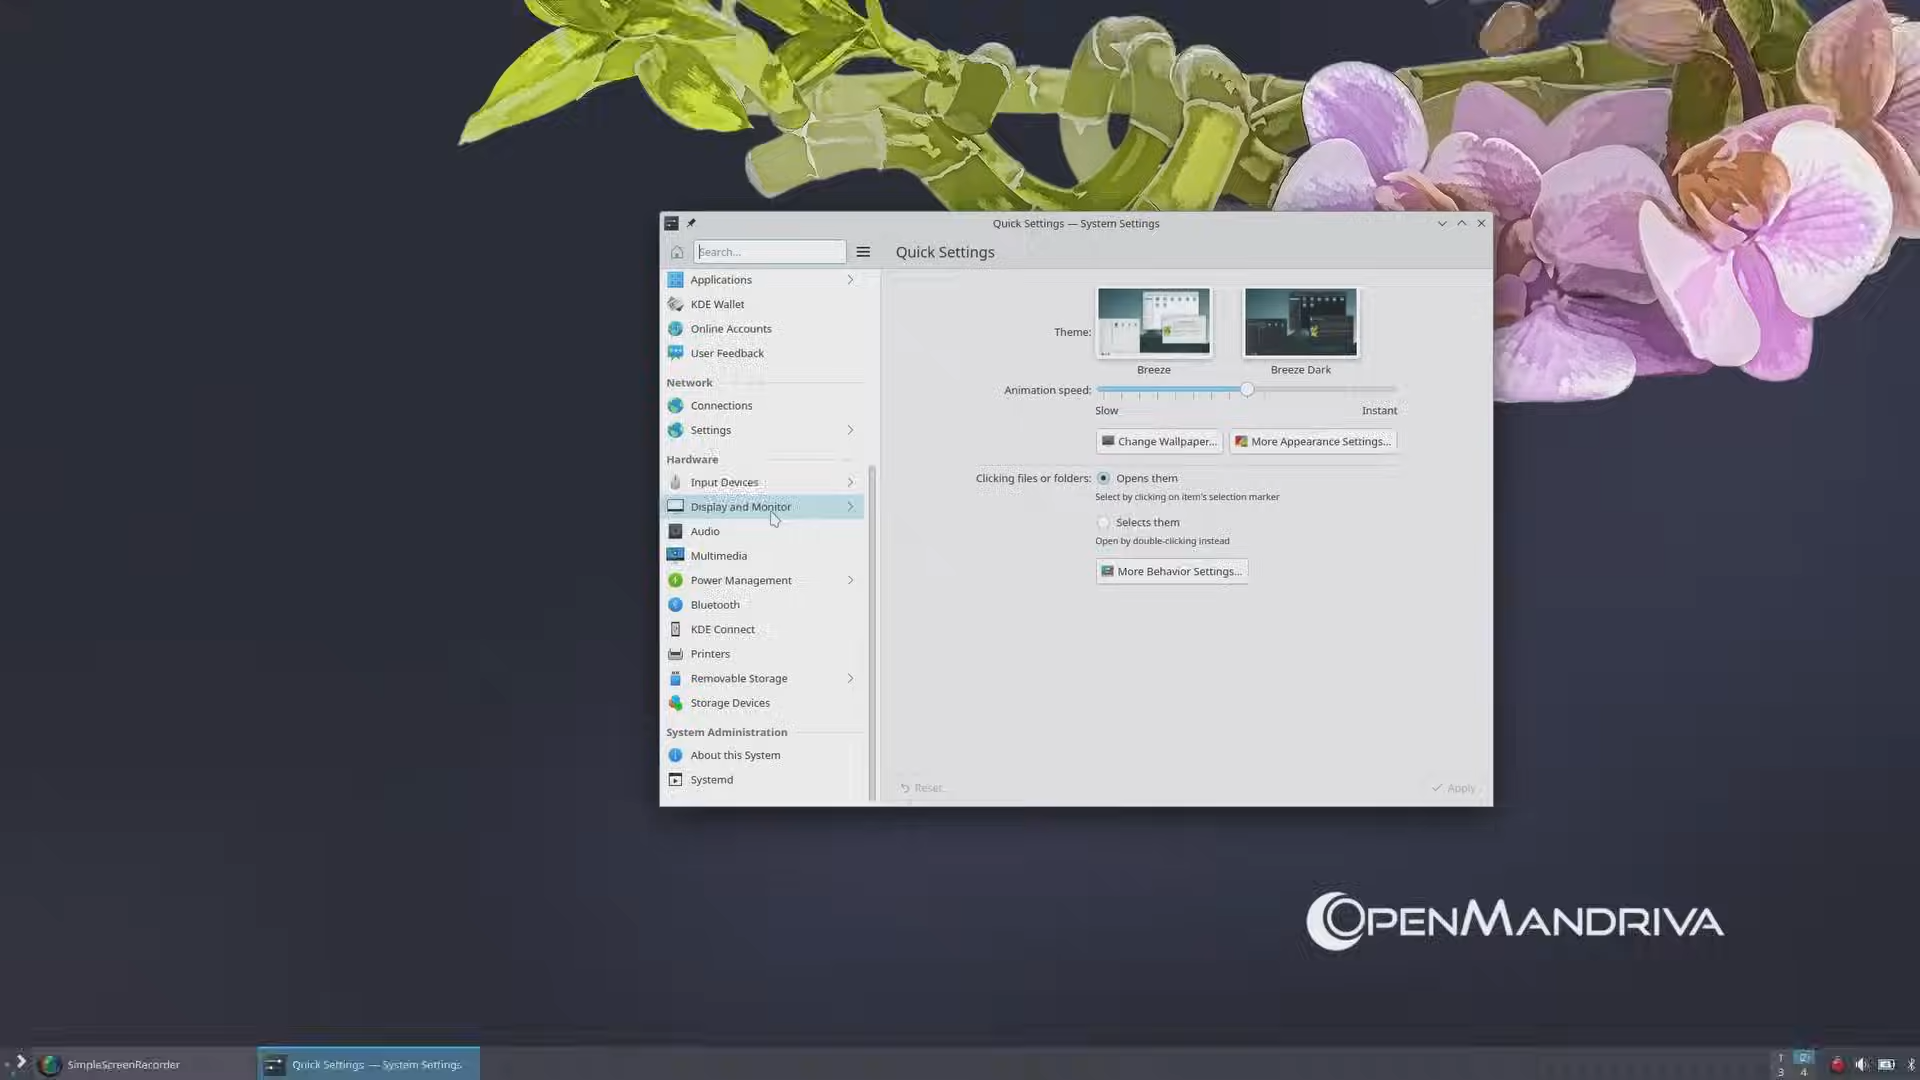 Quick Settings — System Settings
Search...
Quick Settings
Applications
KDE Wallet
Online Accounts
User Feedback
Network
Connections
Settings
Hardware
Input Devices
Display and Monitor
Audio
Multimedia
Power Management
Bluetooth
KDE Connect
Printers
Removable Storage
Storage Devices
System Administration
About this System
Systemd
Theme:
Breeze
Breeze Dark
Animation speed:
Slow
Instant
Change Wallpaper...
More Appearance Settings...
Clicking files or folders:
Opens them
Select by clicking on item's selection marker
Selects them
Open by double-clicking instead
More Behavior Settings...
Reset
Apply
OPENMANDRIVA
SimpleScreenRecorder
Quick Settings — System Settings
1
3
4